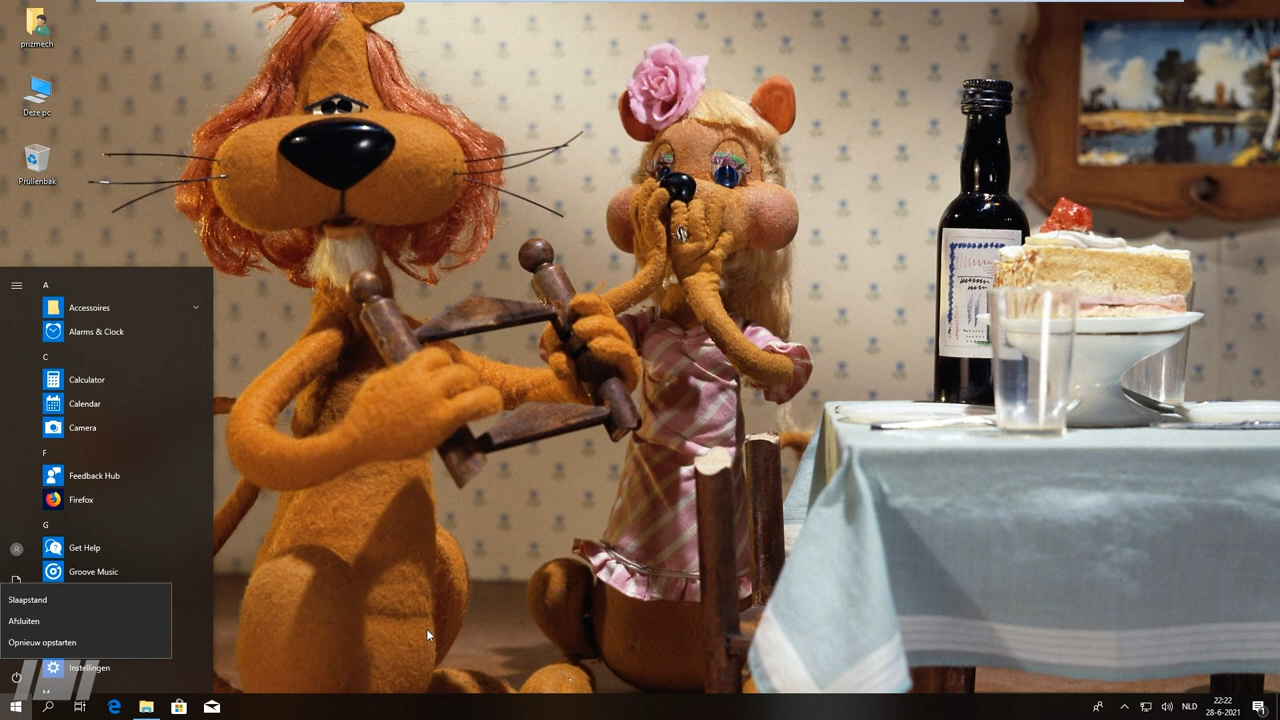 prizmech
Deze pc
Prullenbak
A
Accessoires
Alarms & Clock
C
Calculator
Calendar
Camera
F
Feedback Hub
Firefox
G
Get Help
Groove Music
Slaapstand
Afsluiten
Opnieuw opstarten
Instellingen
NLD
22:22
28-6-2021